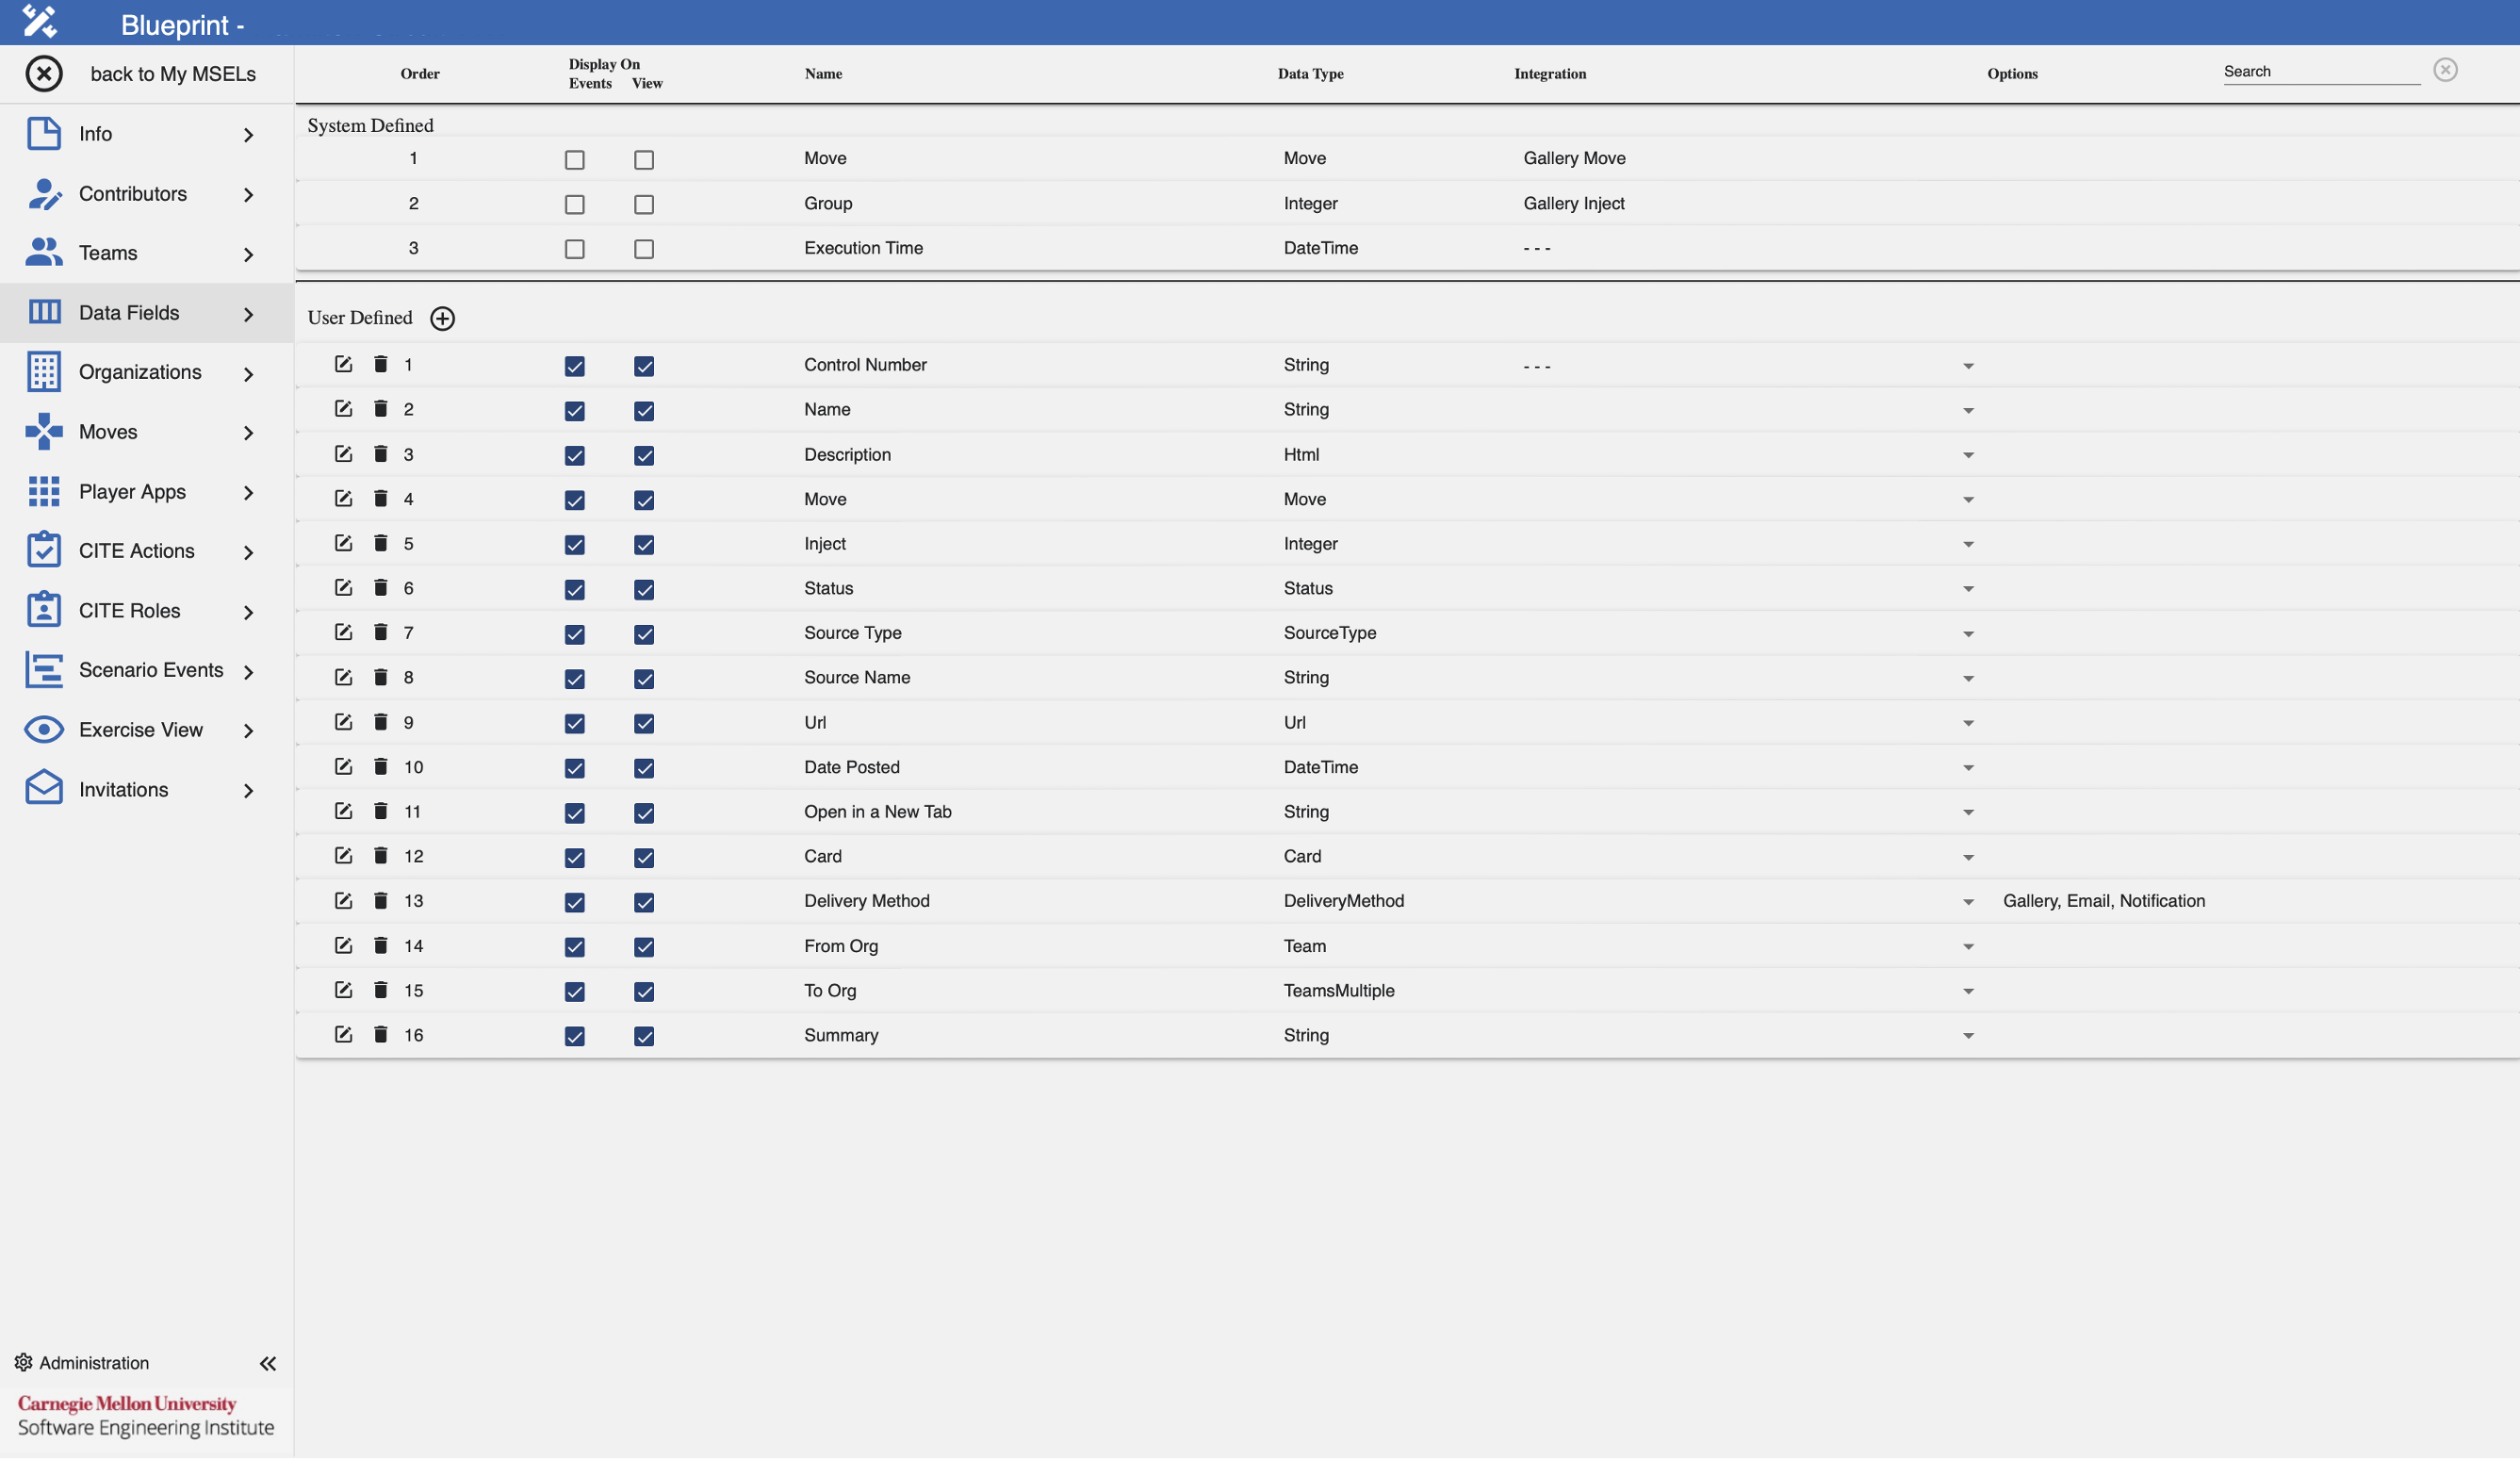 Blueprint -
back to My MSELs
Order
Display On
Events View
Name
Data Type
Integration
Options
Search
Info
Contributors
Teams
Data Fields
Organizations
Moves
Player Apps
CITE Actions
CITE Roles
Scenario Events
Exercise View
Invitations
System Defined
1 Move Move Gallery Move
2 Group Integer Gallery Inject
3 Execution Time DateTime - - -
User Defined
1 Control Number String - - -
2 Name String
3 Description Html
4 Move Move
5 Inject Integer
6 Status Status
7 Source Type SourceType
8 Source Name String
9 Url Url
10 Date Posted DateTime
11 Open in a New Tab String
12 Card Card
13 Delivery Method DeliveryMethod Gallery, Email, Notification
14 From Org Team
15 To Org TeamsMultiple
16 Summary String
Administration
Carnegie Mellon University
Software Engineering Institute